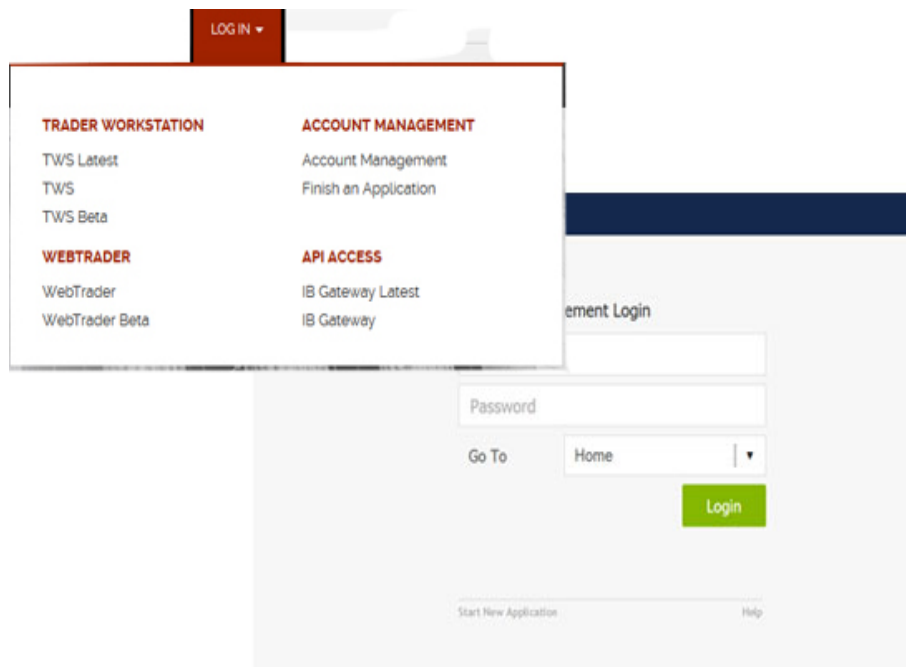 LOG IN
TRADER WORKSTATION
TWS Latest
TWS
TWS Beta
ACCOUNT MANAGEMENT
Account Management
Finish an Application
WEBTRADER
WebTrader
WebTrader Beta
API ACCESS
IB Gateway Latest
IB Gateway
ement Login
Password
Go To Home
Login
Start New Application Help